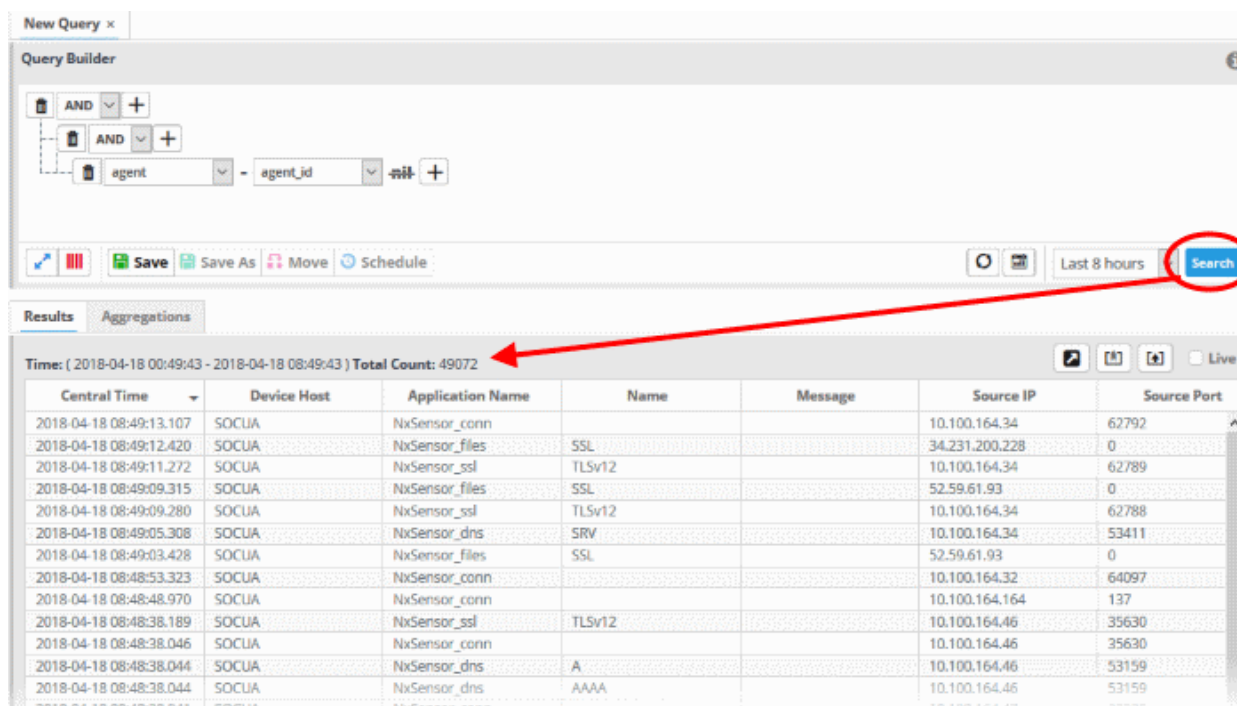 New Query ×
Query Builder
AND
AND
agent - agent_id nil
Save Save As Move Schedule Last 8 hours Search
Results Aggregations
Time: ( 2018-04-18 00:49:43 - 2018-04-18 08:49:43 ) Total Count: 49072 Live
Central Time Device Host Application Name Name Message Source IP Source Port
2018-04-18 08:49:13.107 SOCUA NxSensor_conn 10.100.164.34 62792
2018-04-18 08:49:12.420 SOCUA NxSensor_files SSL 34.231.200.228 0
2018-04-18 08:49:11.272 SOCUA NxSensor_ssl TLSv12 10.100.164.34 62789
2018-04-18 08:49:09.315 SOCUA NxSensor_files SSL 52.59.61.93 0
2018-04-18 08:49:09.280 SOCUA NxSensor_ssl TLSv12 10.100.164.34 62788
2018-04-18 08:49:05.308 SOCUA NxSensor_dns SRV 10.100.164.34 53411
2018-04-18 08:49:03.428 SOCUA NxSensor_files SSL 52.59.61.93 0
2018-04-18 08:48:53.323 SOCUA NxSensor_conn 10.100.164.32 64097
2018-04-18 08:48:48.970 SOCUA NxSensor_conn 10.100.164.164 137
2018-04-18 08:48:38.189 SOCUA NxSensor_ssl TLSv12 10.100.164.46 35630
2018-04-18 08:48:38.046 SOCUA NxSensor_conn 10.100.164.46 35630
2018-04-18 08:48:38.044 SOCUA NxSensor_dns A 10.100.164.46 53159
2018-04-18 08:48:38.044 SOCUA NxSensor_dns AAAA 10.100.164.46 53159